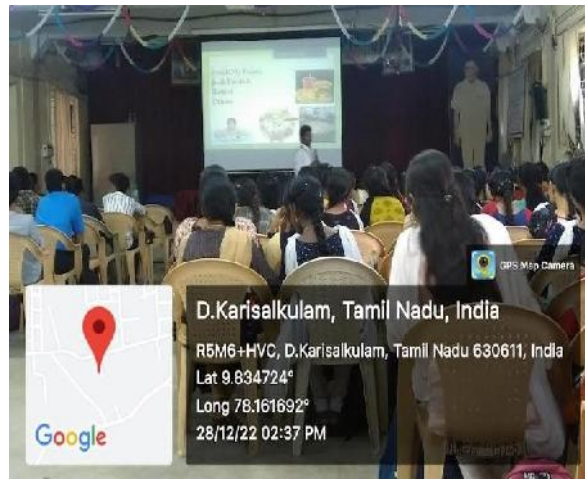 GPS Map Camera
D.Karisalkulam, Tamil Nadu, India
R5M6+HVC, D.Karisalkulam, Tamil Nadu 630611, India
Lat 9.834724°
Long 78.161692°
28/12/22 02:37 PM
Google